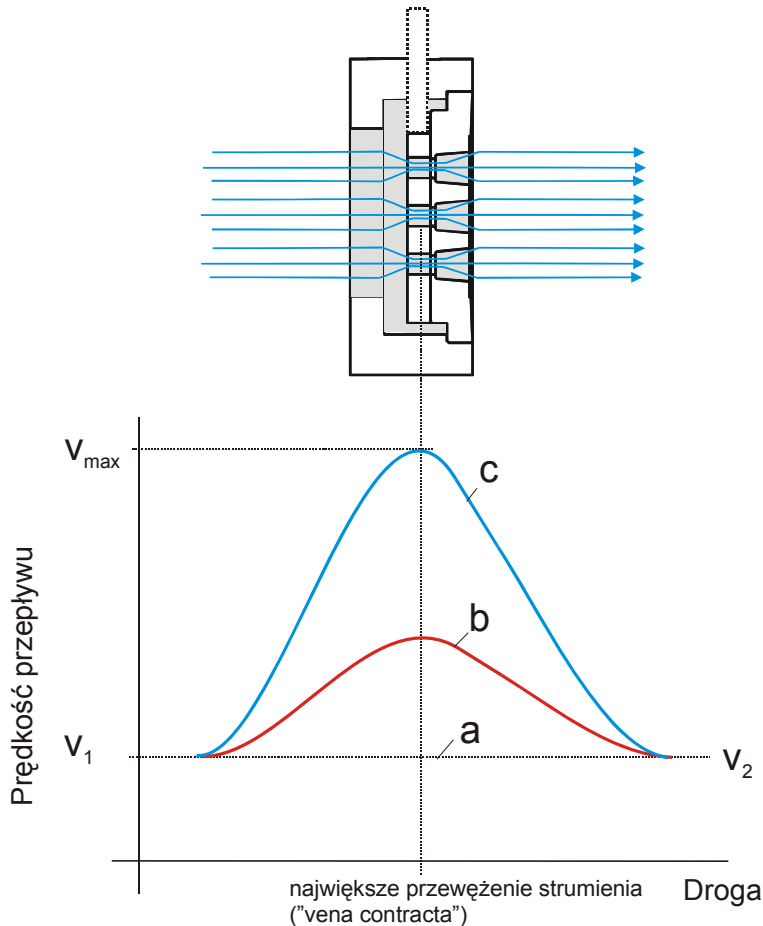 vmax
c
b
a
v1
v2
Prędkość przepływu
największe przewężenie strumienia
("vena contracta")
Droga